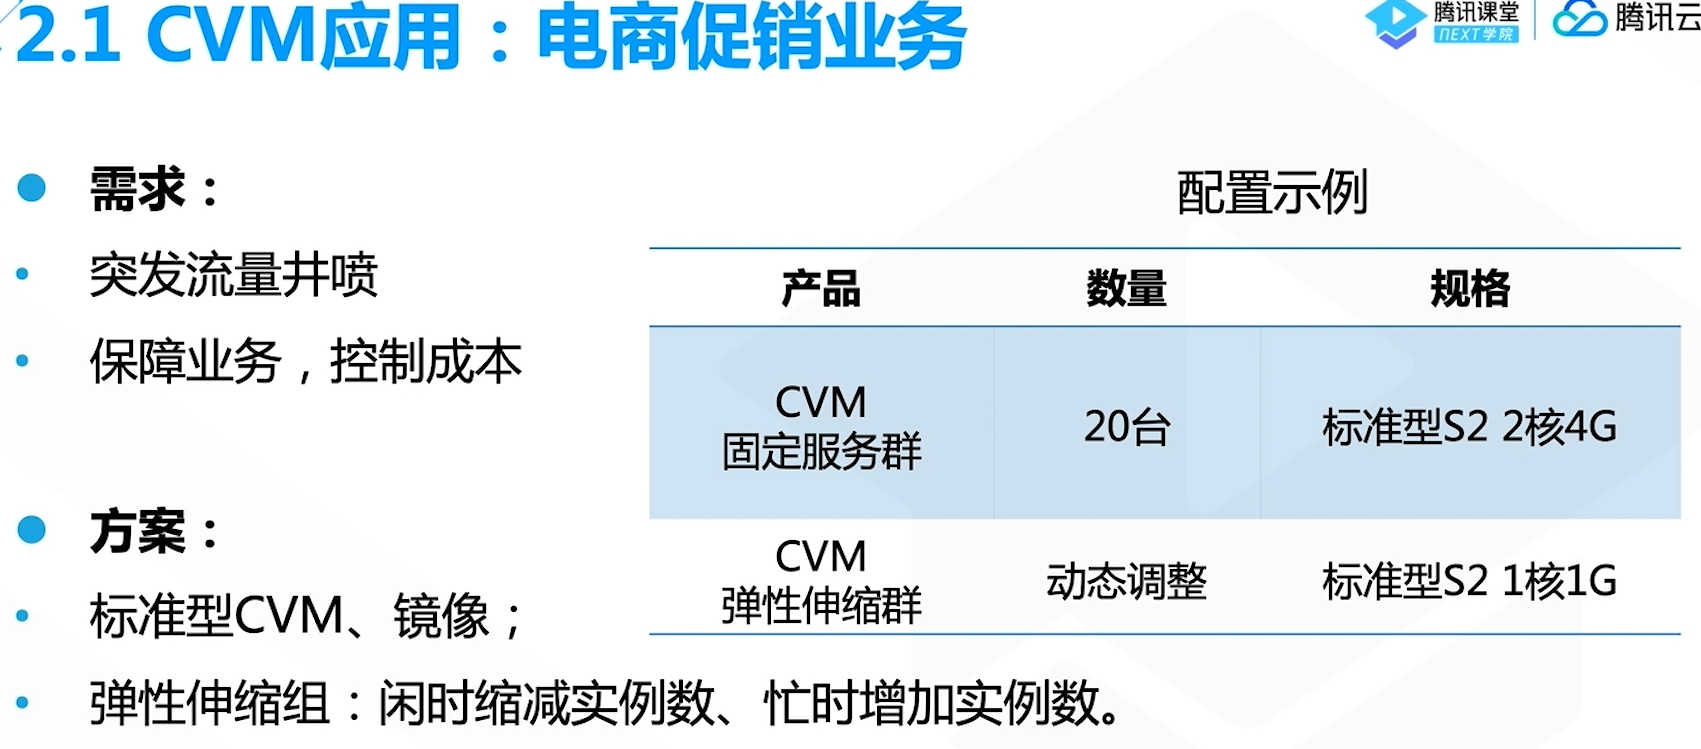 2.1 CVM应用：电商促销业务
腾讯课堂
ПEXT学院
腾讯云
需求：
突发流量井喷
保障业务，控制成本
方案：
标准型CVM、镜像；
弹性伸缩组：闲时缩减实例数、忙时增加实例数。
配置示例
产品 数量 规格
CVM
固定服务群 20台 标准型S2 2核4G
CVM
弹性伸缩群 动态调整 标准型S2 1核1G